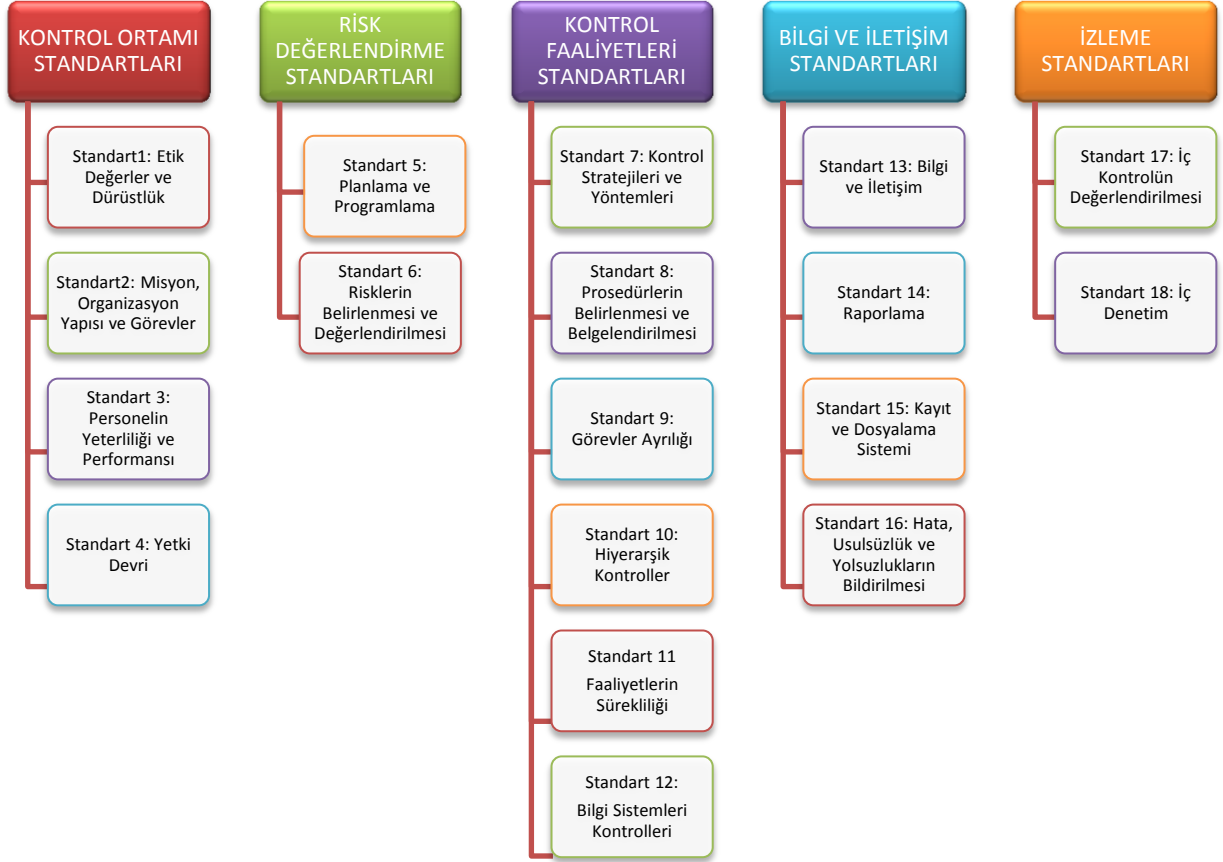 KONTROL ORTAMI
STANDARTLARI
Standart1: Etik
Değerler ve
Dürüstlük
Standart2: Misyon,
Organizasyon
Yapısı ve Görevler
Standart 3:
Personelin
Yeterliliği ve
Performansı
Standart 4: Yetki
Devri
RİSK
DEĞERLENDİRME
STANDARTLARI
Standart 5:
Planlama ve
Programlama
Standart 6:
Risklerin
Belirlenmesi ve
Değerlendirilmesi
KONTROL
FAALİYETLERİ
STANDARTLARI
Standart 7: Kontrol
Stratejileri ve
Yöntemleri
Standart 8:
Prosedürlerin
Belirlenmesi ve
Belgelendirilmesi
Standart 9:
Görevler Ayrılığı
Standart 10:
Hiyerarşik
Kontroller
Standart 11
Faaliyetlerin
Sürekliliği
Standart 12:
Bilgi Sistemleri
Kontrolleri
BİLGİ VE İLETİŞİM
STANDARTLARI
Standart 13: Bilgi
ve İletişim
Standart 14:
Raporlama
Standart 15: Kayıt
ve Dosyalama
Sistemi
Standart 16: Hata,
Usulsüzlük ve
Yolsuzlukların
Bildirilmesi
İZLEME
STANDARTLARI
Standart 17: İç
Kontrolün
Değerlendirilmesi
Standart 18: İç
Denetim